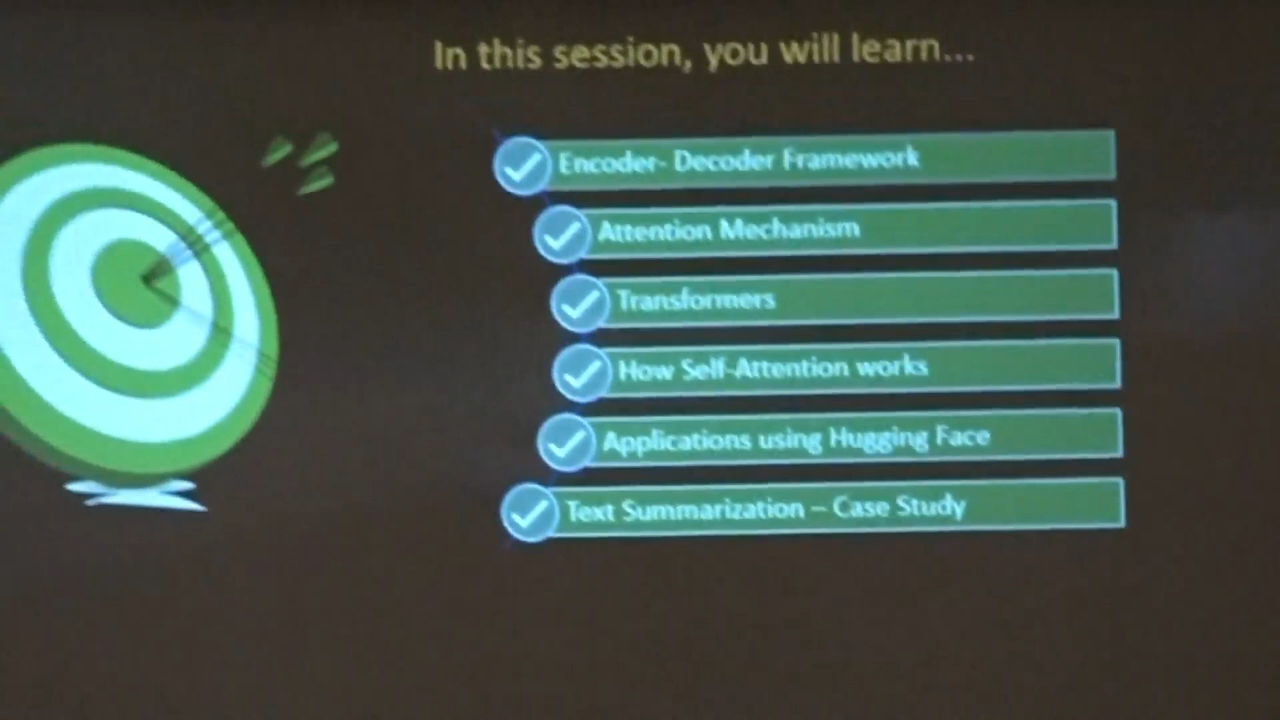 In this session, you will learn...
Encoder- Decoder Framework
Attention Mechanism
Transformers
How Self-Attention works
Applications using Hugging Face
Text Summarization – Case Study